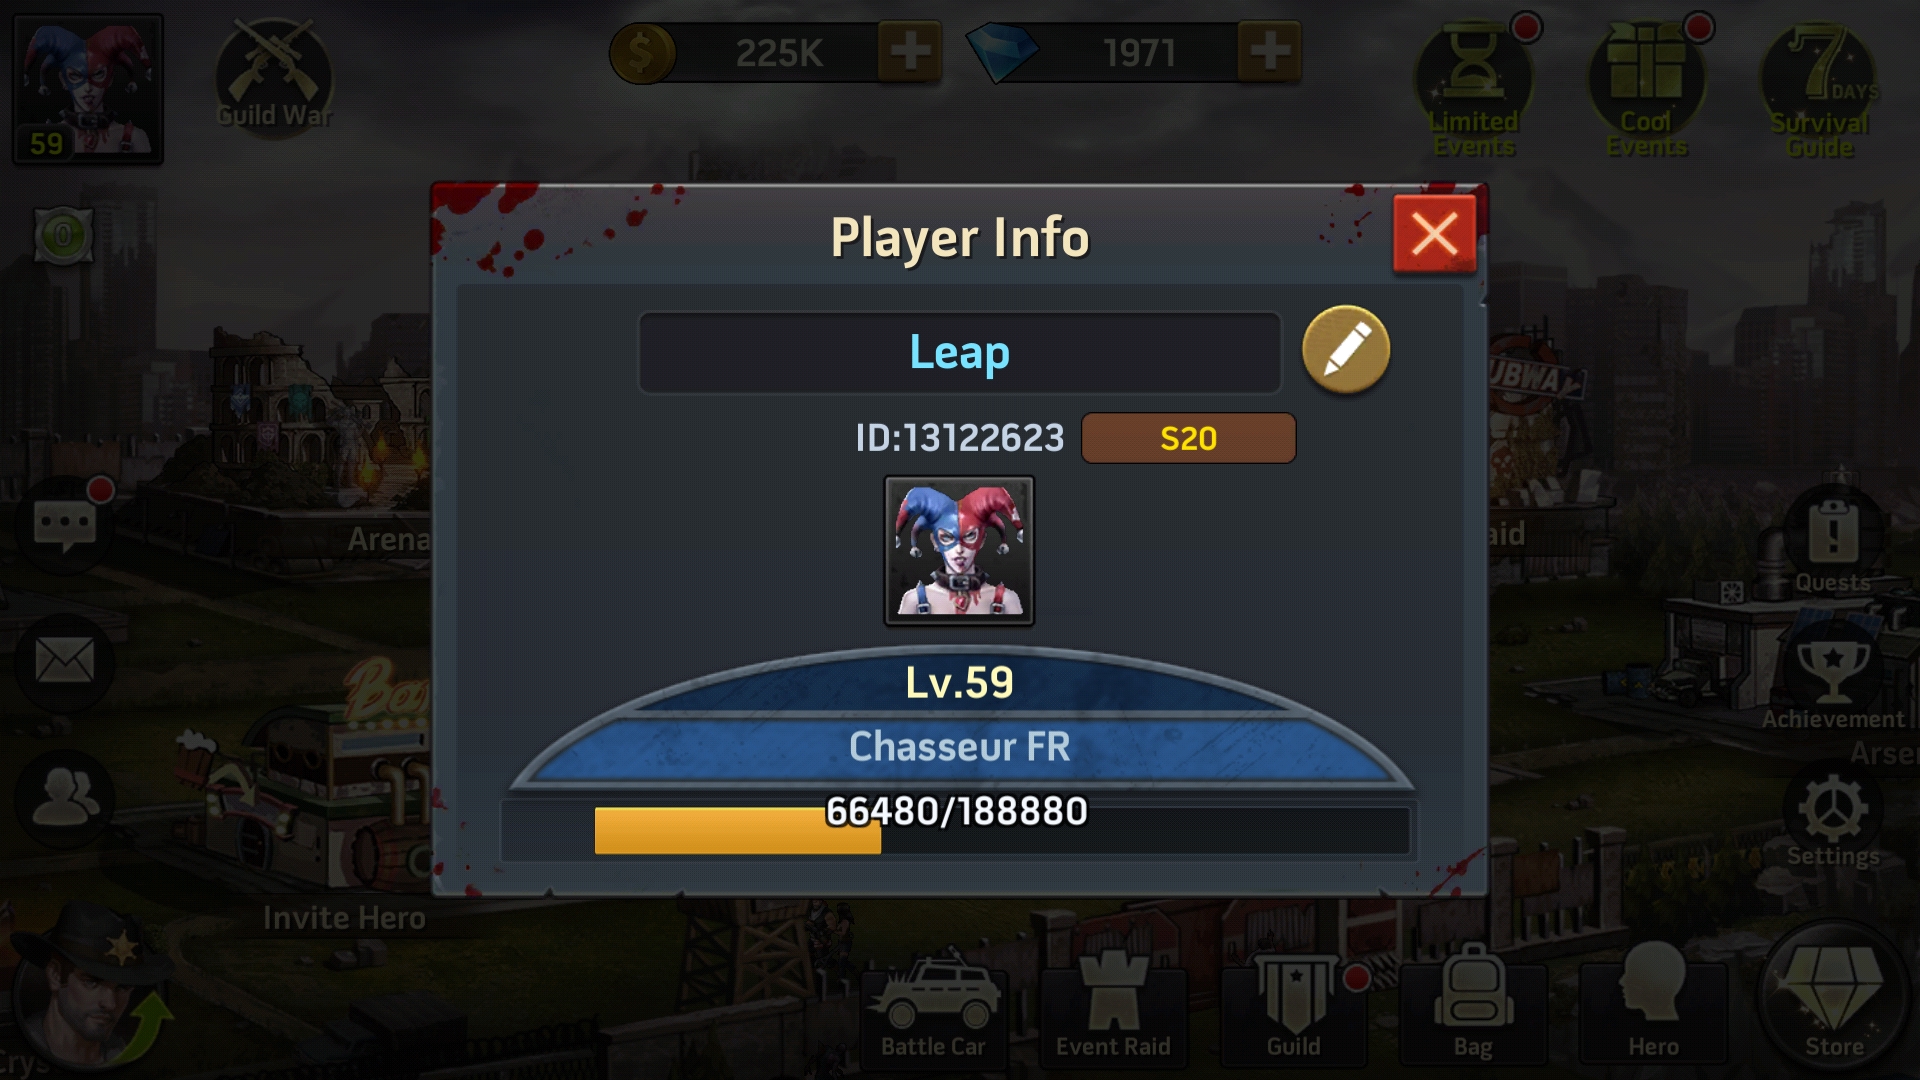 225K
1971
59
Guild War
Limited
Events
Cool
Events
7 DAYS
Survival
Guide
0
Player Info
Leap
ID:13122623
S20
UBWAY
Arena
aid
Quests
Lv.59
Chasseur FR
Achievement
Arse
66480/188880
Settings
Bar
Invite Hero
Crys
Battle Car
Event Raid
Guild
Bag
Hero
Store